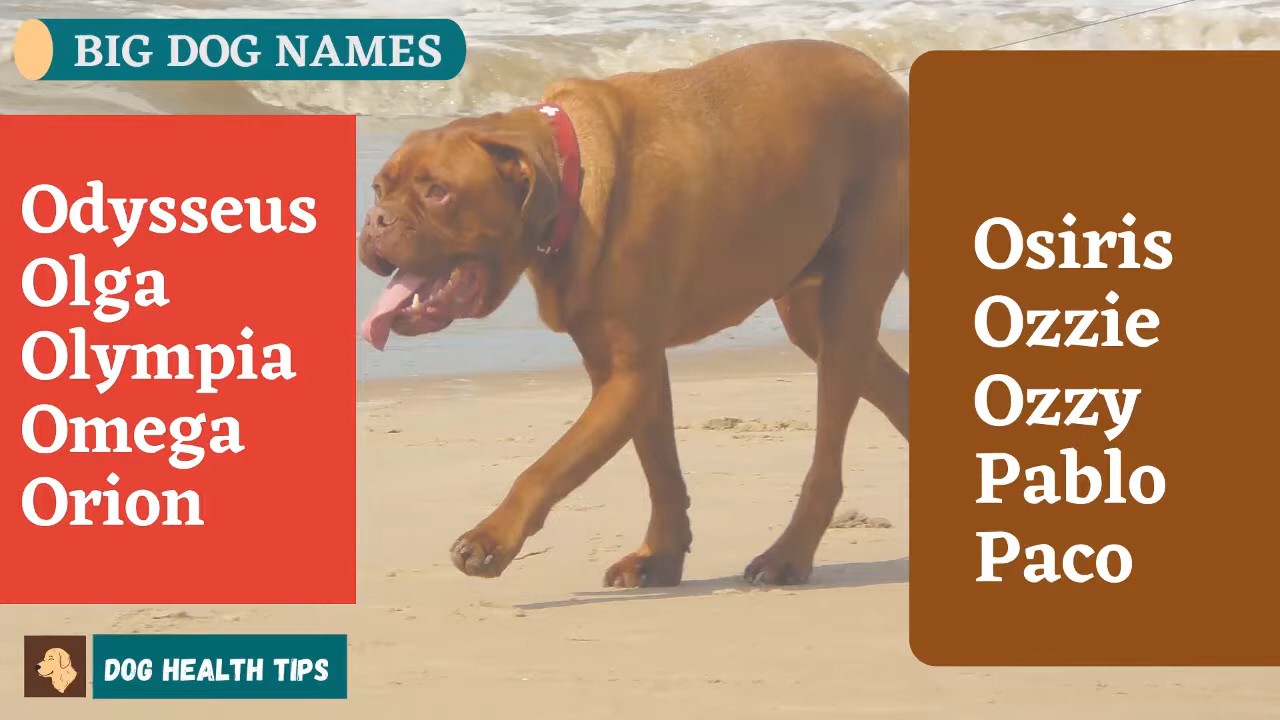 BIG DOG NAMES
Odysseus
Olga
Olympia
Omega
Orion
Osiris
Ozzie
Ozzy
Pablo
Paco
DOG HEALTH TIPS